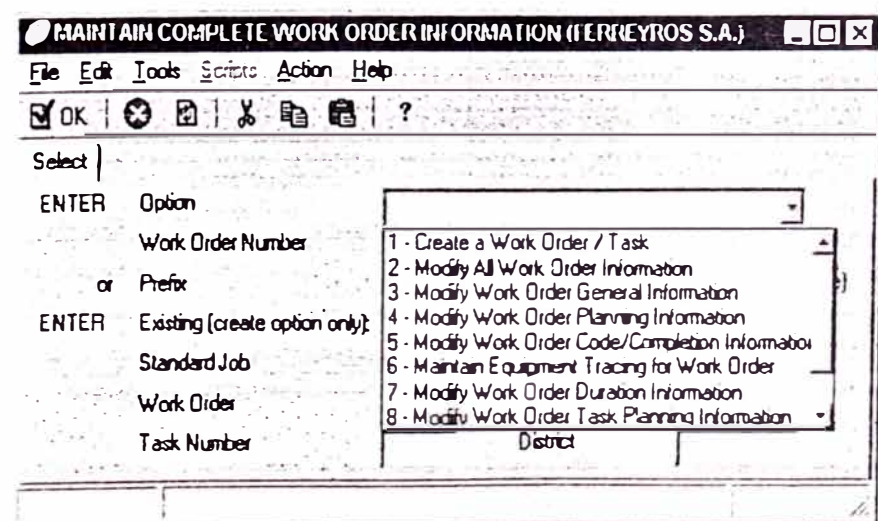 MAINTAIN COMPLETE WORK ORDER INFORMATION (FERREYROS S.A.)
File Edit Tools Scripts Action Help
OK ?
Select
ENTER Option
Work Order Number
or Prefix
ENTER Existing (create option only):
Standard Job
Work Order
Task Number
1 - Create a Work Order / Task
2 - Modify All Work Order Information
3 - Modify Work Order General Information
4 - Modify Work Order Planning Information
5 - Modify Work Order Code/Completion Information
6 - Maintain Equipment Tracing for Work Order
7 - Modify Work Order Duration Information
8 - Modify Work Order Task Planning Information
District